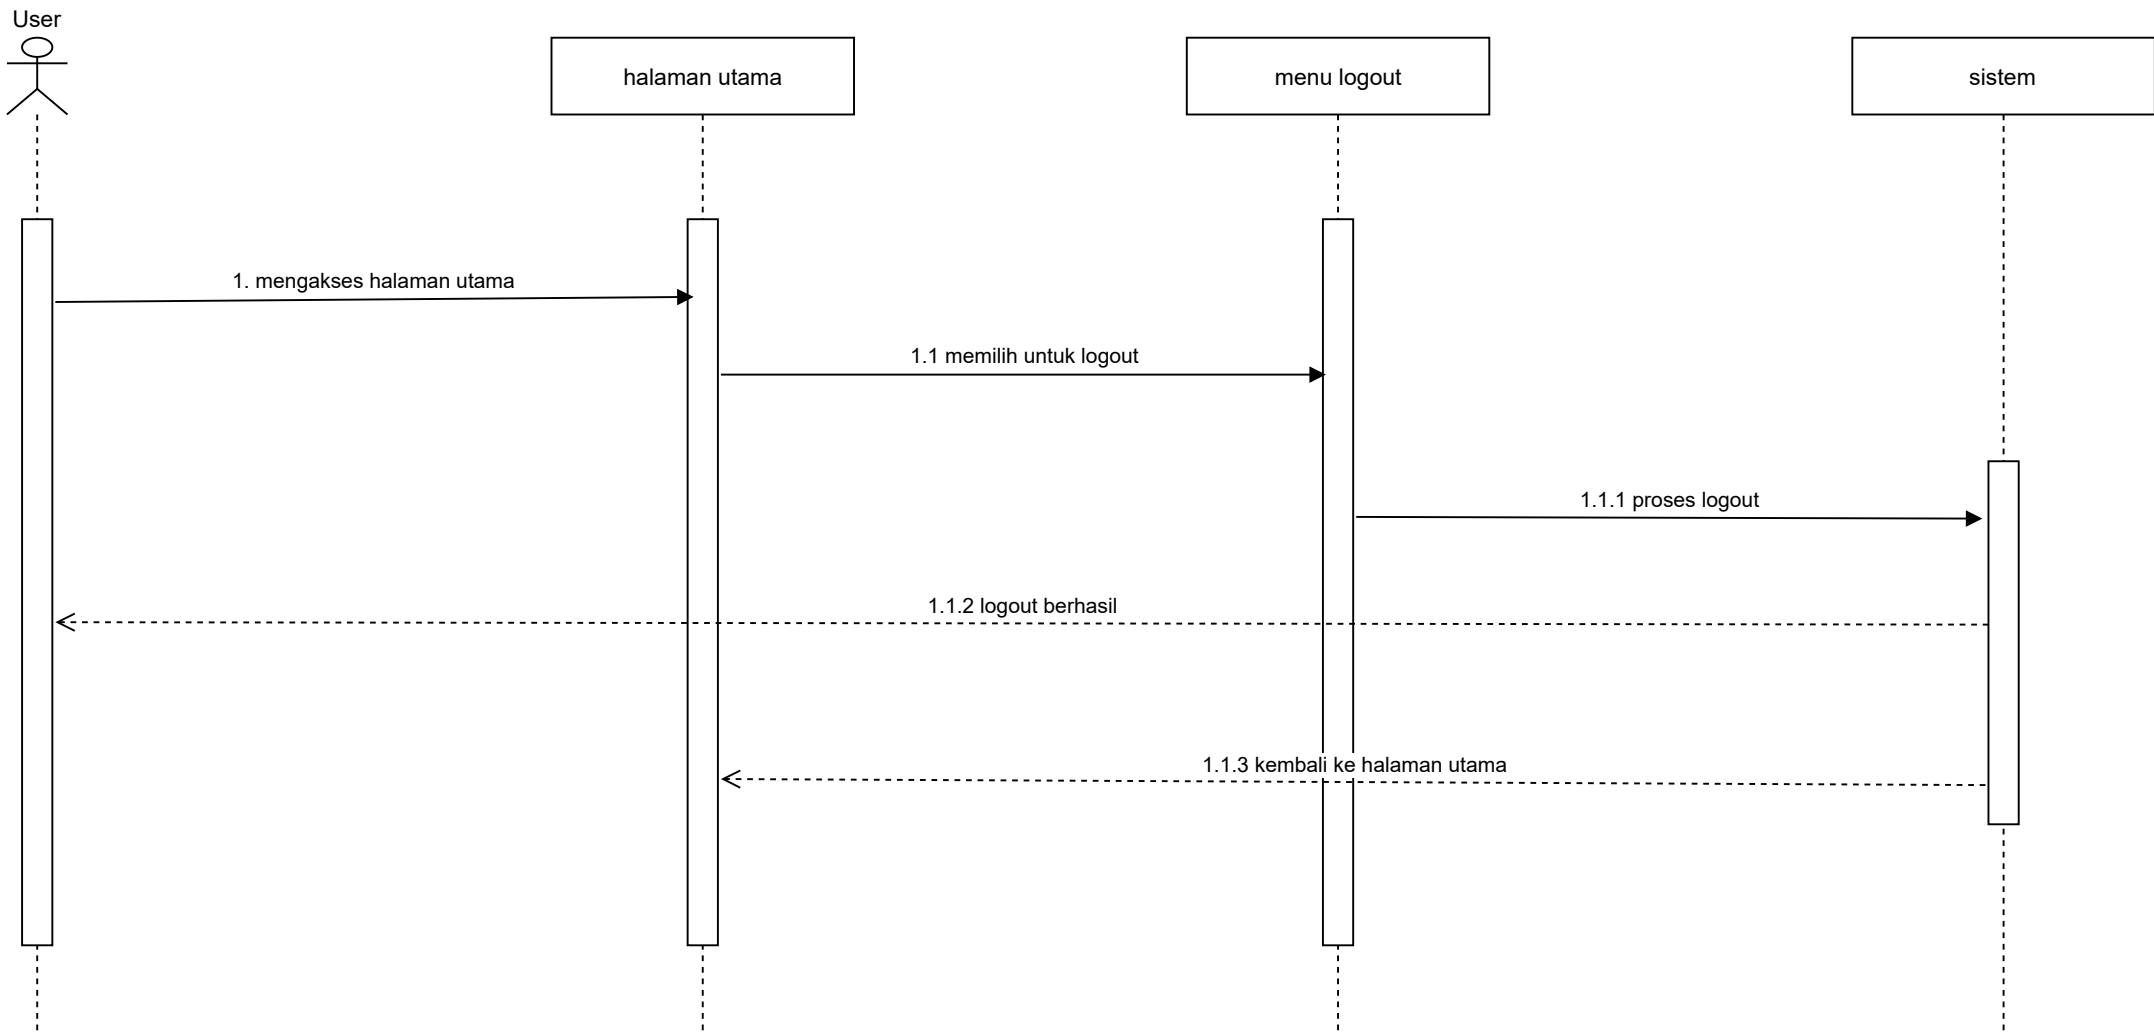 User
halaman utama
menu logout
sistem
1. mengakses halaman utama
1.1 memilih untuk logout
1.1.1 proses logout
1.1.2 logout berhasil
1.1.3 kembali ke halaman utama